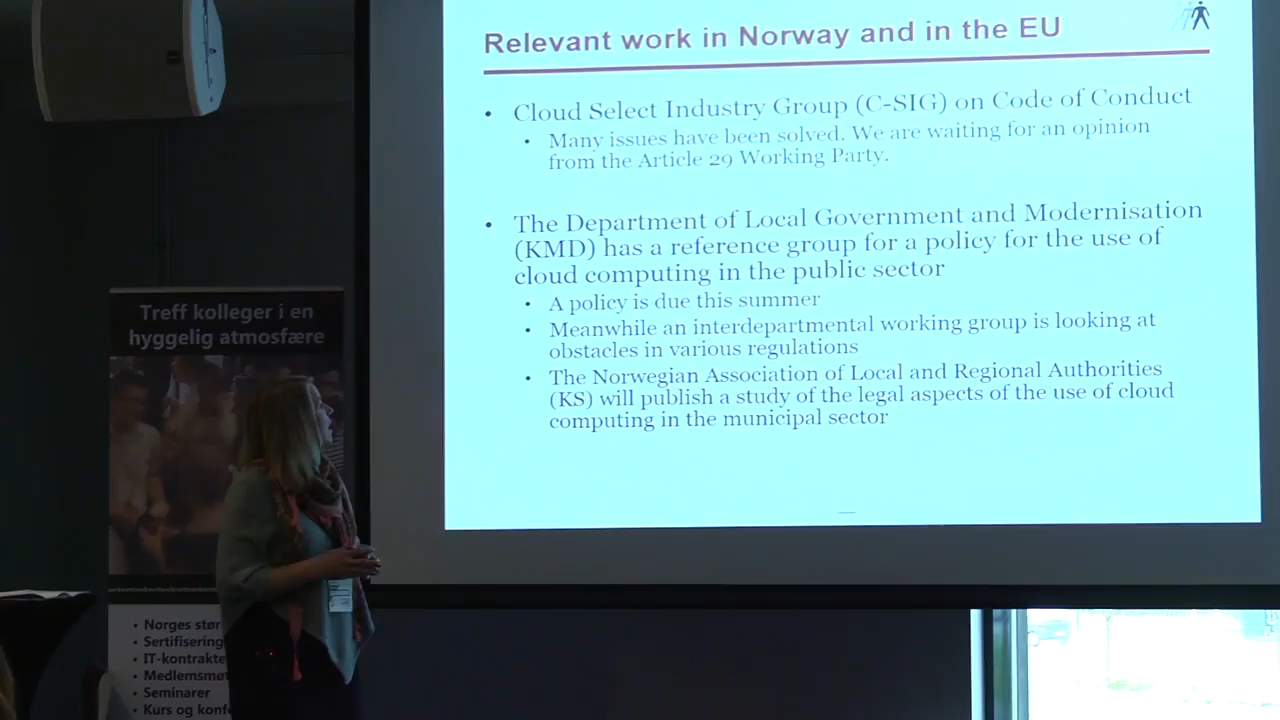 Relevant work in Norway and in the EU
• Cloud Select Industry Group (C-SIG) on Code of Conduct
• Many issues have been solved. We are waiting for an opinion
from the Article 29 Working Party.
• The Department of Local Government and Modernisation
(KMD) has a reference group for a policy for the use of
cloud computing in the public sector
• A policy is due this summer
• Meanwhile an interdepartmental working group is looking at
obstacles in various regulations
• The Norwegian Association of Local and Regional Authorities
(KS) will publish a study of the legal aspects of the use of cloud
computing in the municipal sector
Treff kolleger i en
hyggelig atmosfære
• Norges stør
• Sertifisering
• IT-kontrakte
• Medlemsmø
• Seminarer
• Kurs og konf